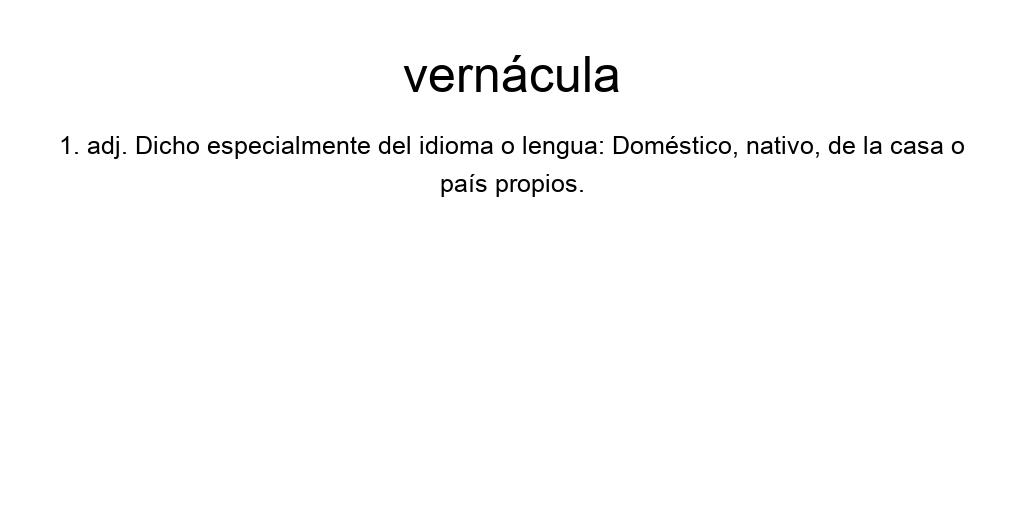 vernácula
1. adj. Dicho especialmente del idioma o lengua: Doméstico, nativo, de la casa o
país propios.